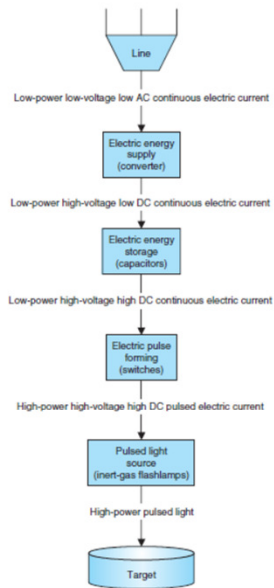 Line
Low-power low-voltage low AC continuous electric current
Electric energy
supply
(converter)
Low-power high-voltage low DC continuous electric current
Electric energy
storage
(capacitors)
Low-power high-voltage high DC continuous electric current
Electric pulse
forming
(switches)
High-power high-voltage high DC pulsed electric current
Pulsed light
source
(inert-gas flashlamps)
High-power pulsed light
Target